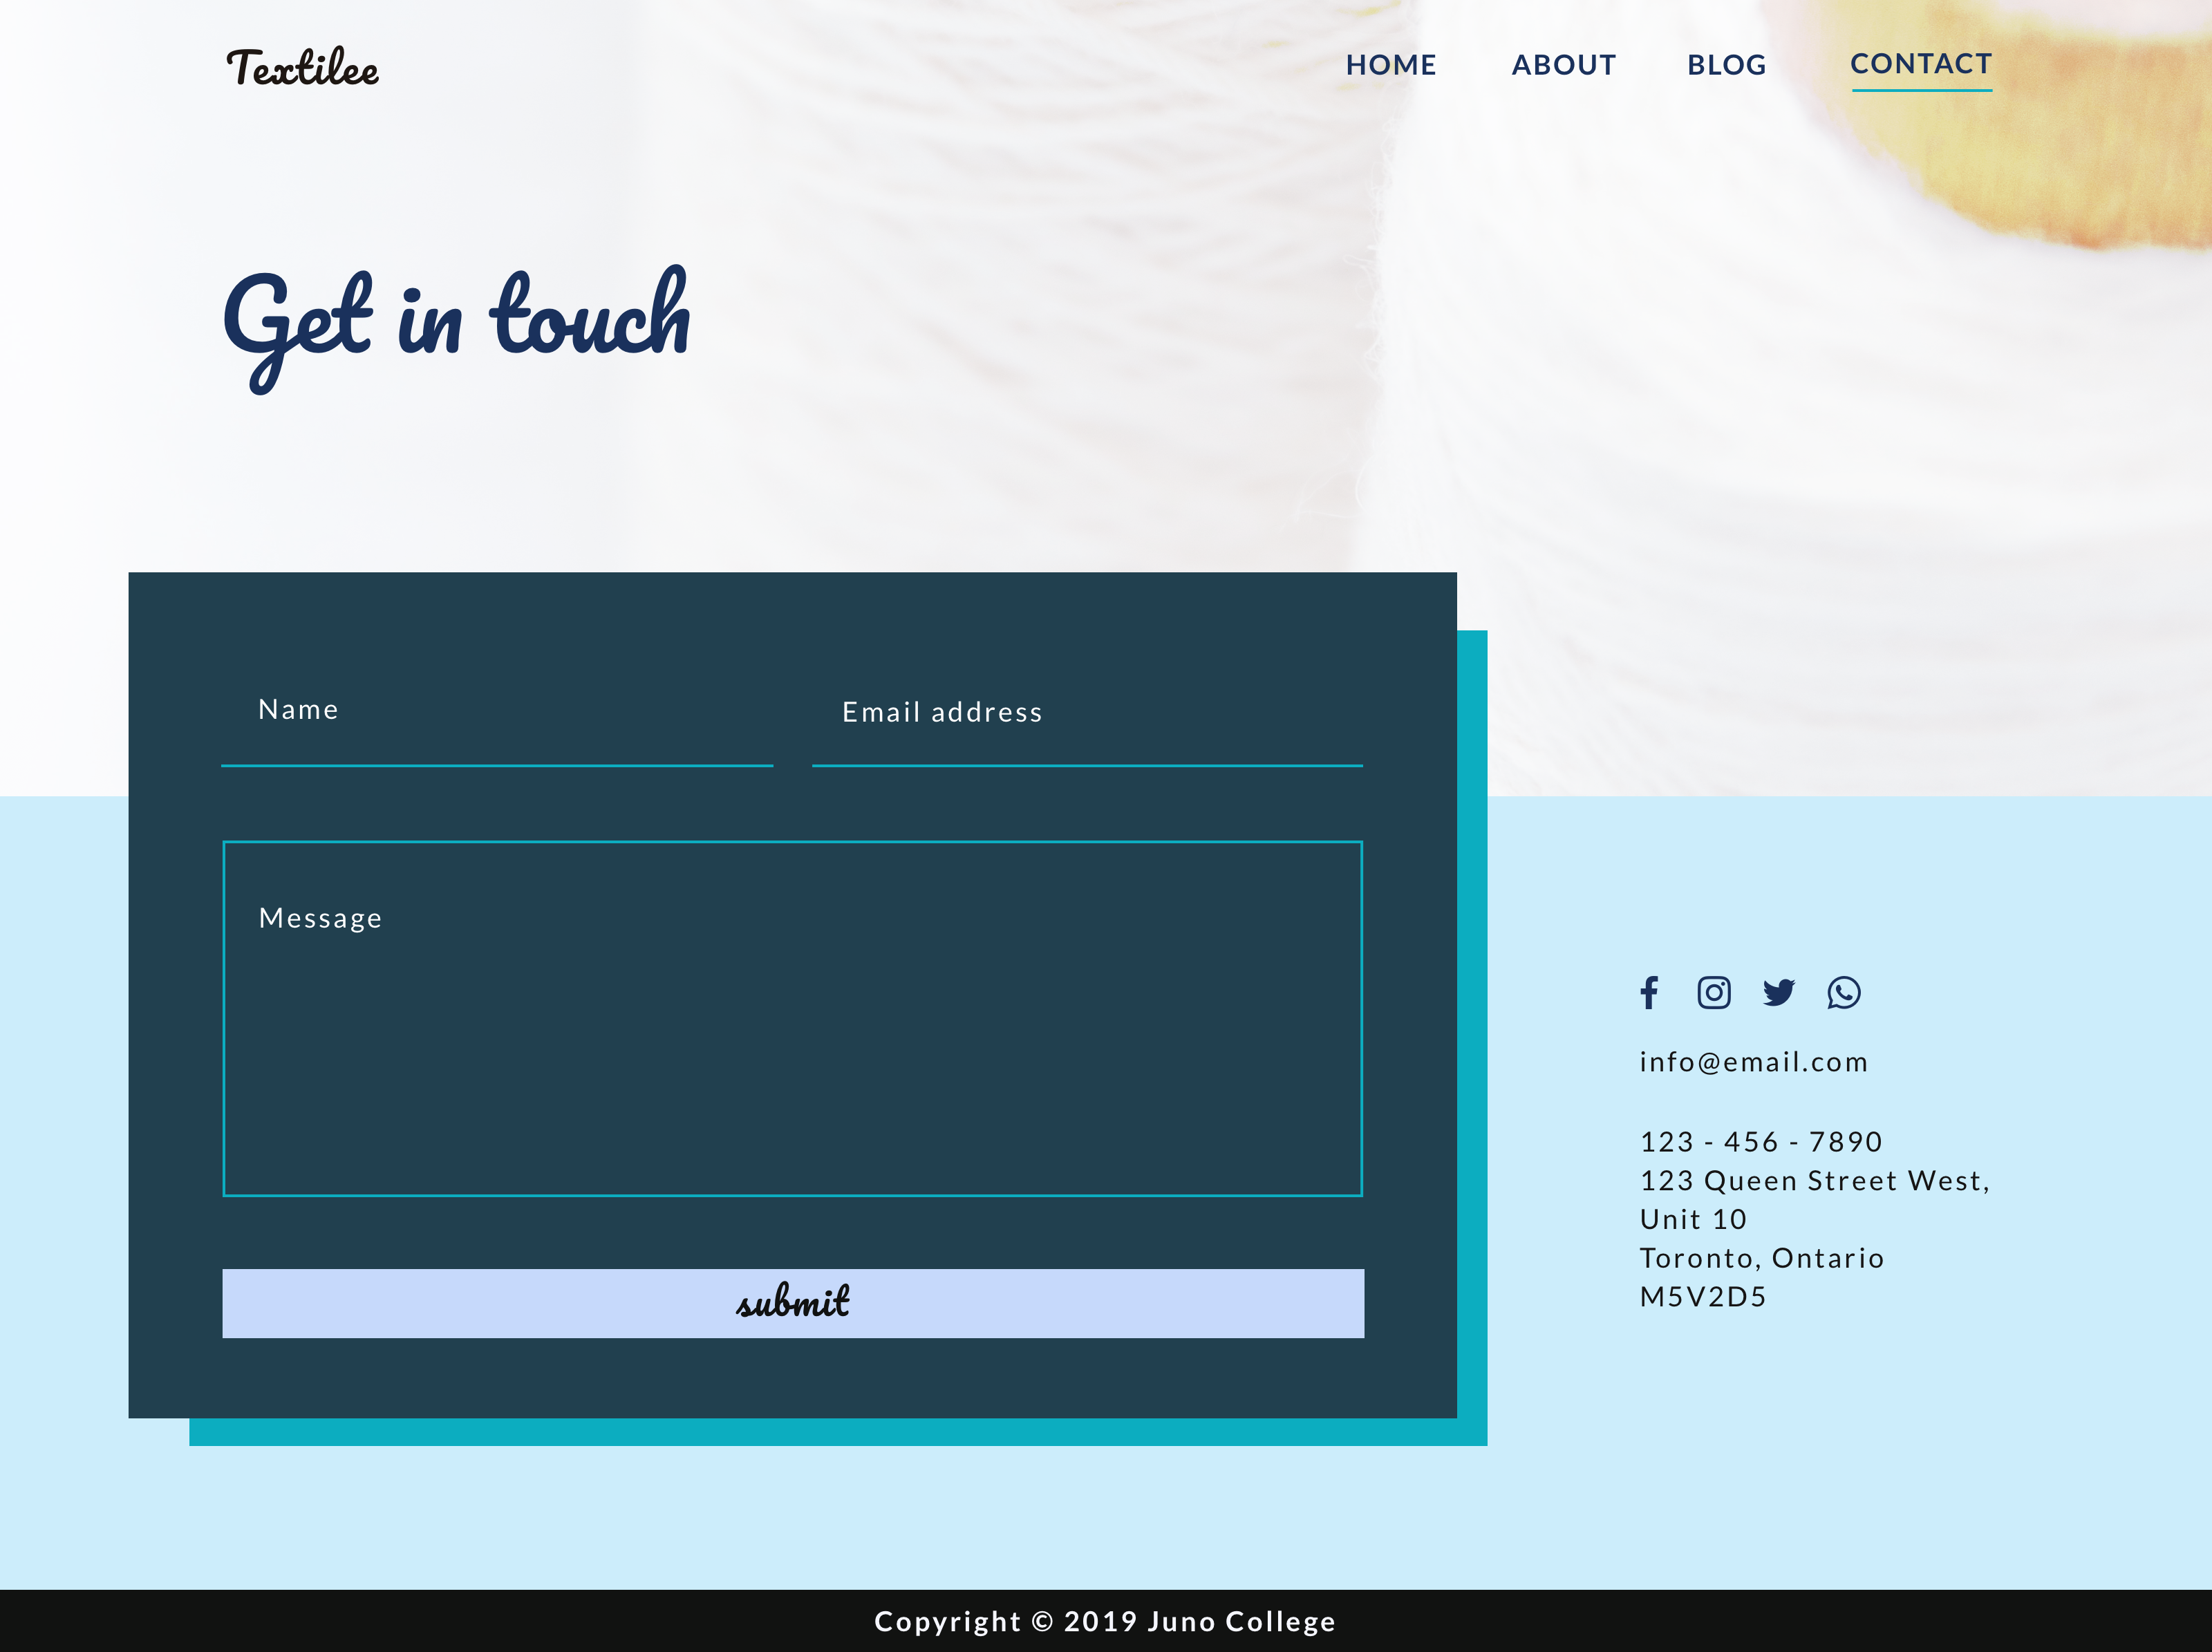 Textilee
HOME ABOUT BLOG CONTACT
Get in touch
Name
Email address
Message
submit
info@email.com
123 - 456 - 7890
123 Queen Street West,
Unit 10
Toronto, Ontario
M5V2D5
Copyright © 2019 Juno College